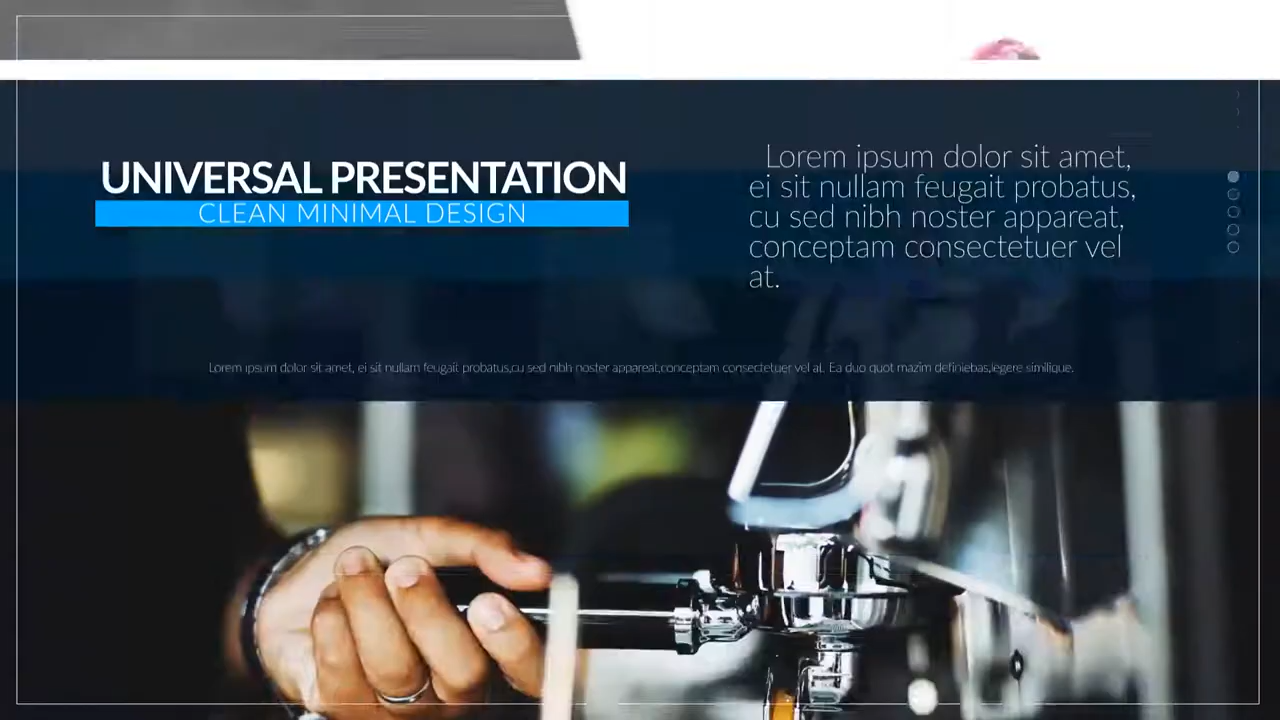 UNIVERSAL PRESENTATION
CLEAN MINIMAL DESIGN
Lorem ipsum dolor sit amet,
ei sit nullam feugait probatus,
cu sed nibh noster appareat,
conceptam consectetuer vel
at.
Lorem ipsum dolor sit amet, ei sit nullam feugait probatus,cu sed nibh noster appareat,conceptam consectetuer vel at. Ea duo quot mazim definiebas,legere similique.